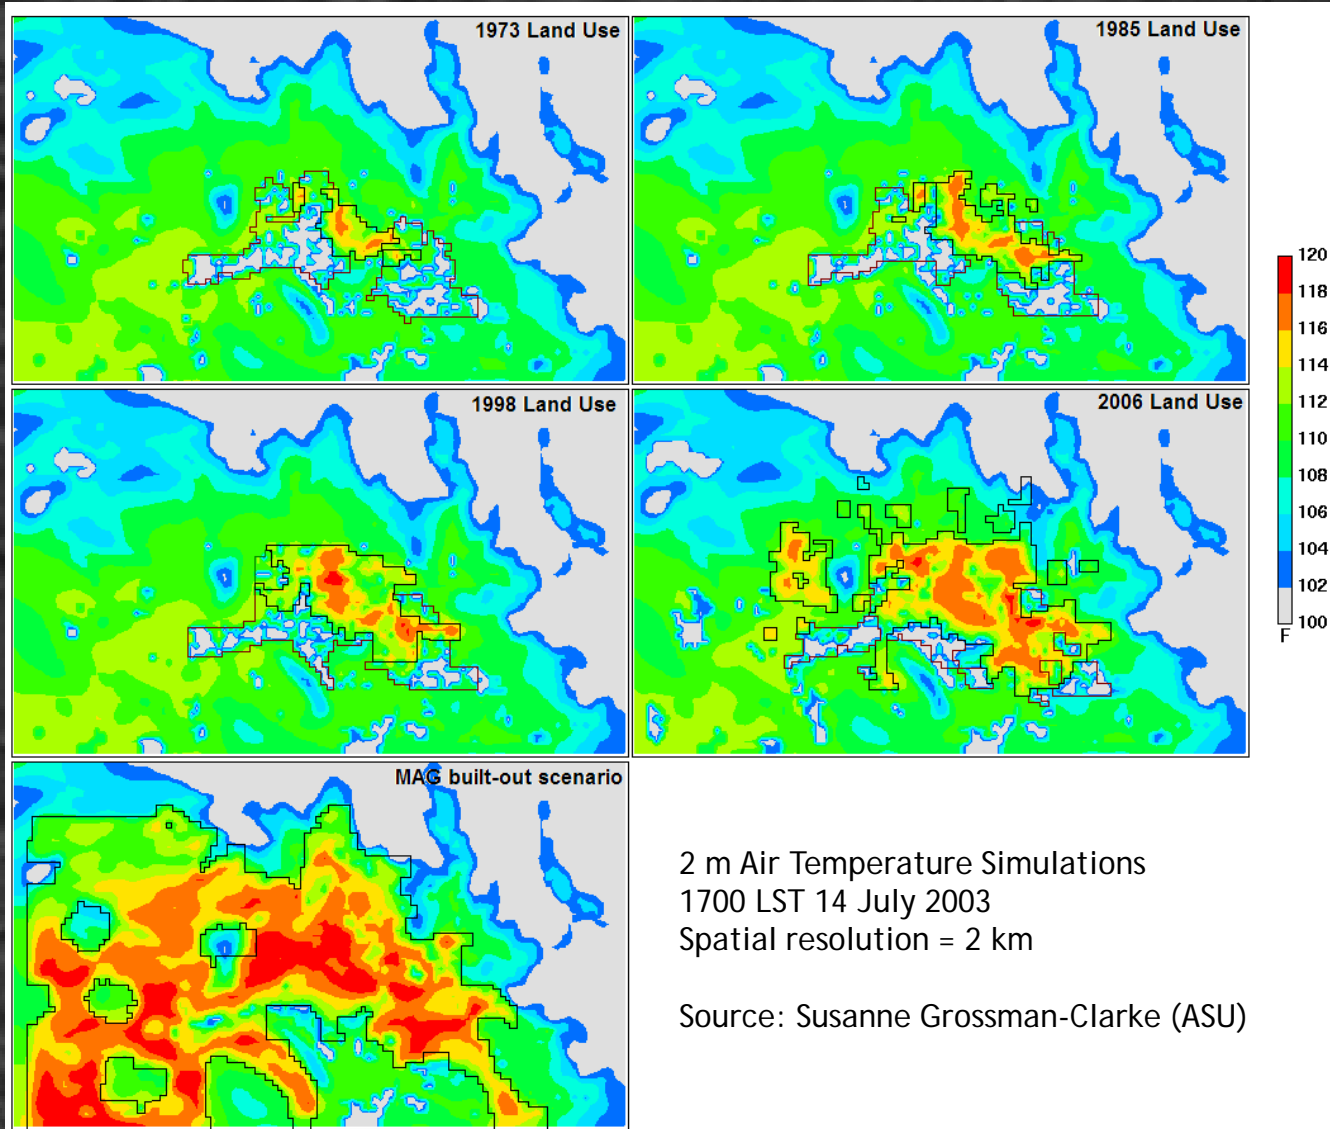 1973 Land Use
1985 Land Use
1998 Land Use
2006 Land Use
MAG built-out scenario
120
118
116
114
112
110
108
106
104
102
100
F
2 m Air Temperature Simulations
1700 LST 14 July 2003
Spatial resolution = 2 km
Source: Susanne Grossman-Clarke (ASU)